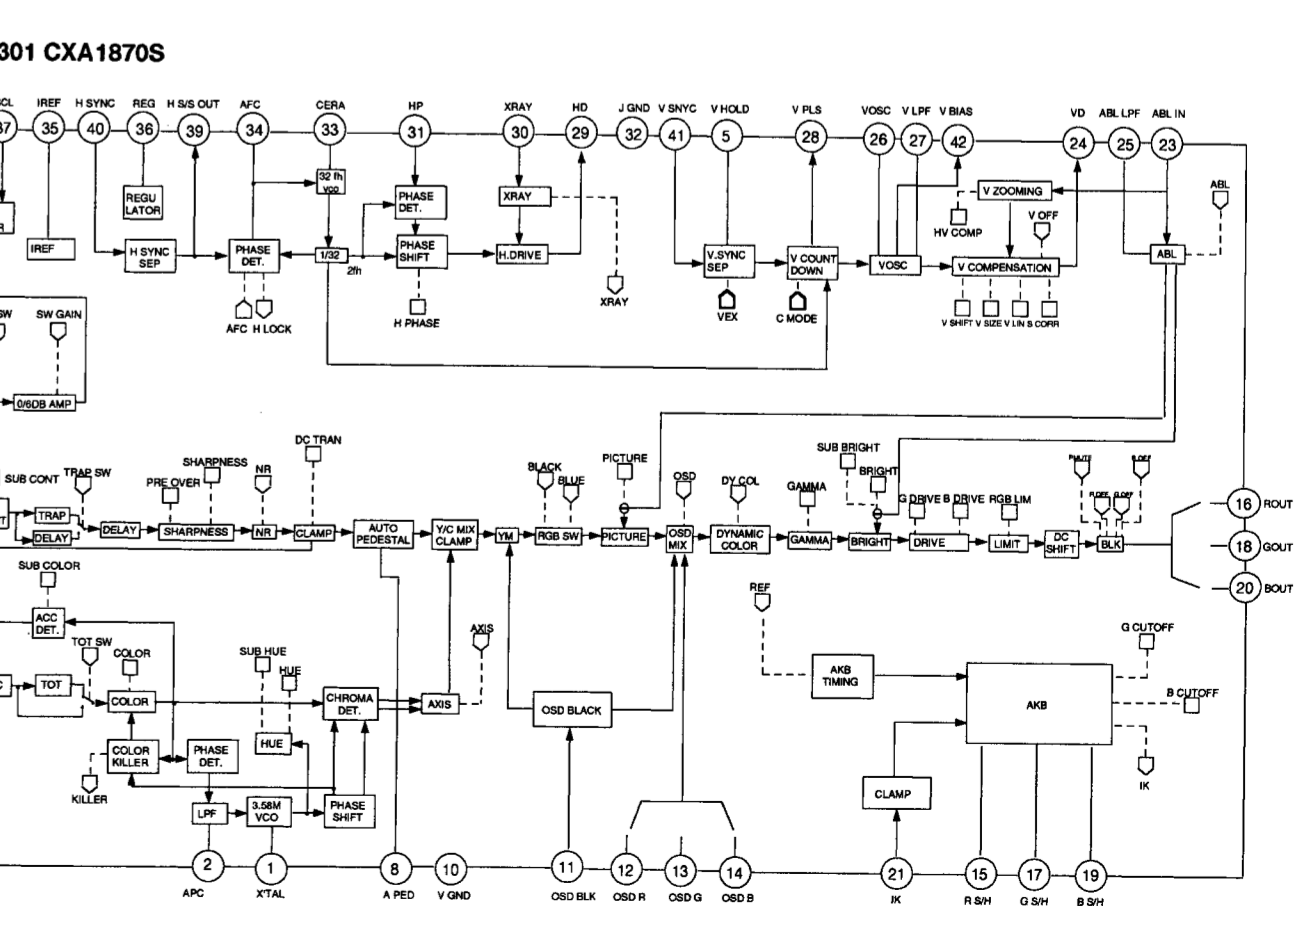 301 CXA1870S
CL IREF H SYNC REG H S/S OUT AFC CERA HP XRAY HD J GND V SNYC V HOLD V PLS VOSC V LPF V BIAS VD ABL LPF ABL IN
37 35 40 36 39 34 33 31 30 29 32 41 5 28 26 27 42 24 25 23
R
IREF
REGU
LATOR
H SYNC
SEP
PHASE
DET.
32 fh
VCO
1/32
2fh
PHASE
DET.
PHASE
SHIFT
XRAY
H.DRIVE
V.SYNC
SEP
V COUNT
DOWN
VOSC
V ZOOMING
HV COMP
V OFF
V COMPENSATION
ABL
ABL
AFC H LOCK
H PHASE
XRAY
VEX
C MODE
V SHIFT V SIZE V LIN S CORR
SW
SW GAIN
0/6DB AMP
SUB CONT
TRAP SW
PRE OVER
SHARPNESS
NR
DC TRAN
BLACK
BLUE
PICTURE
OSD
DY COL
GAMMA
SUB BRIGHT
BRIGHT
G DRIVE B DRIVE RGB LIM
P.MUTE
R.OFF
G.OFF
B.OFF
T
TRAP
DELAY
DELAY
SHARPNESS
NR
CLAMP
AUTO
PEDESTAL
Y/C MIX
CLAMP
YM
RGB SW
PICTURE
OSD
MIX
DYNAMIC
COLOR
GAMMA
BRIGHT
DRIVE
LIMIT
DC
SHIFT
BLK
16 ROUT
18 GOUT
20 BOUT
SUB COLOR
ACC
DET.
TOT SW
COLOR
C
TOT
COLOR
SUB HUE
HUE
HUE
CHROMA
DET.
AXIS
AXIS
COLOR
KILLER
PHASE
DET.
KILLER
LPF
3.58M
VCO
PHASE
SHIFT
OSD BLACK
REF
AKB
TIMING
AKB
CLAMP
G CUTOFF
B CUTOFF
IK
2 1 8 10 11 12 13 14 21 15 17 19
APC X'TAL A PED V GND OSD BLK OSD R OSD G OSD B IK R S/H G S/H B S/H